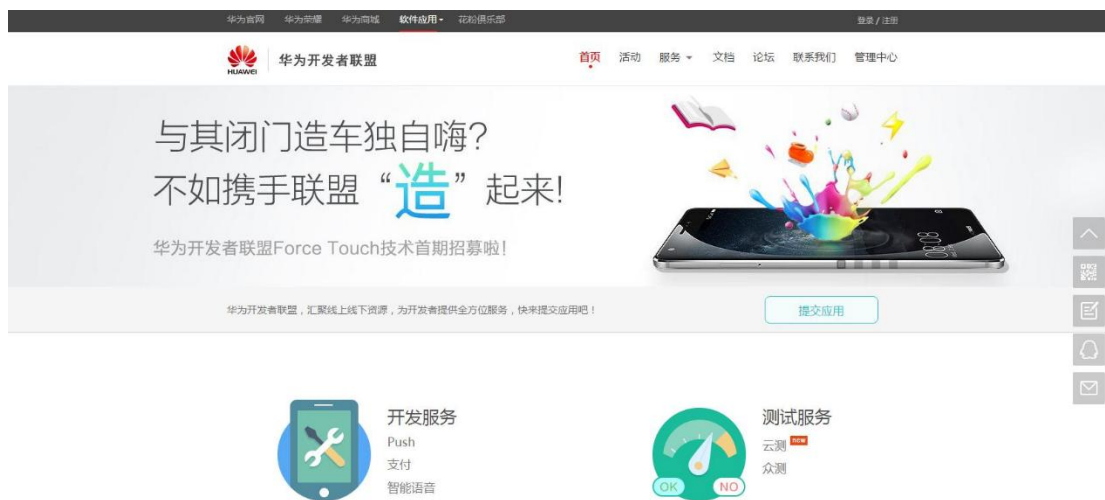 华为官网 华为荣耀 华为商城 软件应用 花粉俱乐部 登录 / 注册
HUAWEI 华为开发者联盟 首页 活动 服务 文档 论坛 联系我们 管理中心
与其闭门造车独自嗨?
不如携手联盟“造”起来!
华为开发者联盟Force Touch技术首期招募啦!
08:08
华为开发者联盟,汇聚线上线下资源,为开发者提供全方位服务,快来提交应用吧! 提交应用
开发服务
Push
支付
智能语音
测试服务
云测 new
众测
OK NO